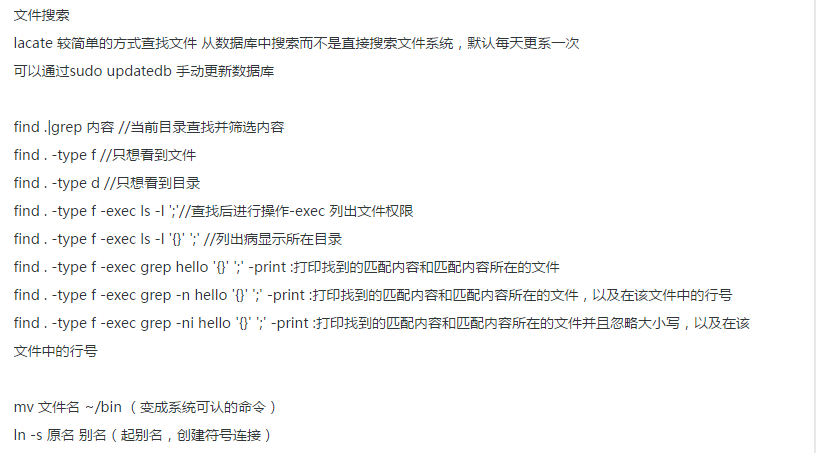 文件搜索
lacate 较简单的方式查找文件 从数据库中搜索而不是直接搜索文件系统，默认每天更系一次
可以通过sudo updatedb 手动更新数据库
find .|grep 内容 //当前目录查找并筛选内容
find . -type f //只想看到文件
find . -type d //只想看到目录
find . -type f -exec ls -l ';'//查找后进行操作-exec 列出文件权限
find . -type f -exec ls -l '{}' ';' //列出病显示所在目录
find . -type f -exec grep hello '{}' ';' -print :打印找到的匹配内容和匹配内容所在的文件
find . -type f -exec grep -n hello '{}' ';' -print :打印找到的匹配内容和匹配内容所在的文件，以及在该文件中的行号
find . -type f -exec grep -ni hello '{}' ';' -print :打印找到的匹配内容和匹配内容所在的文件并且忽略大小写，以及在该
文件中的行号
mv 文件名 ~/bin （变成系统可认的命令）
ln -s 原名 别名（起别名，创建符号连接）